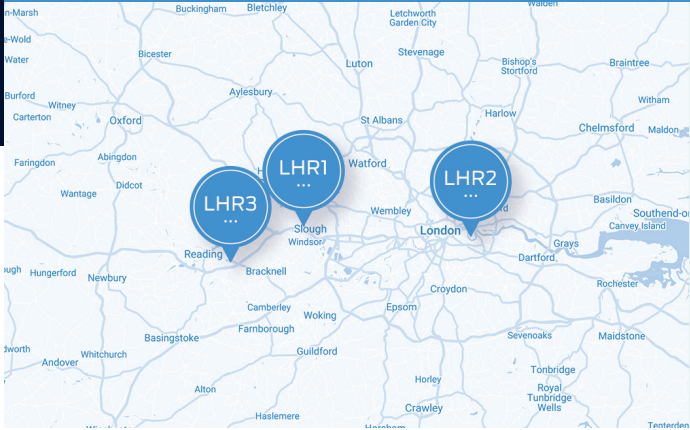 n-Marsh
Buckingham
Bletchley
Letchworth
Garden City
Walden
e-Wold
Bicester
Stevenage
Water
Luton
Bishop's
Stortford
Braintree
Burford
Aylesbury
Witney
Witham
Carterton
Oxford
St Albans
Harlow
Chelmsford
Maldon
Abingdon
Faringdon
Watford
LHR1
...
LHR2
...
Didcot
Wantage
LHR3
...
Basildon
Wembley
Southend-o
Canvey Island
Slough
London
Windsor
Grays
Reading
Dartford
ough
Hungerford
Newbury
Bracknell
Rochester
Croydon
Camberley
Woking
Epsom
Farnborough
Basingstoke
Sevenoaks
Maidstone
dworth
Whitchurch
Guildford
Andover
Tonbridge
Horley
Alton
Royal
Tunbridge
Wells
Crawley
Haslemere
Tenterden